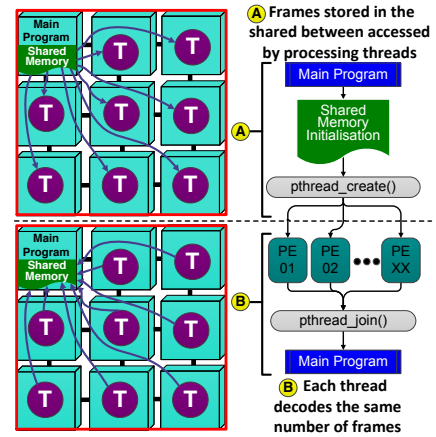 Main
Program
Shared
Memory
T
T
T
T
T
T
T
T
A Frames stored in the
shared between accessed
by processing threads
Main Program
Shared
Memory
Initialisation
A
pthread_create()
Main
Program
Shared
Memory
T
T
T
T
T
T
T
T
PE
01
PE
02
PE
XX
B
pthread_join()
Main Program
B Each thread
decodes the same
number of frames